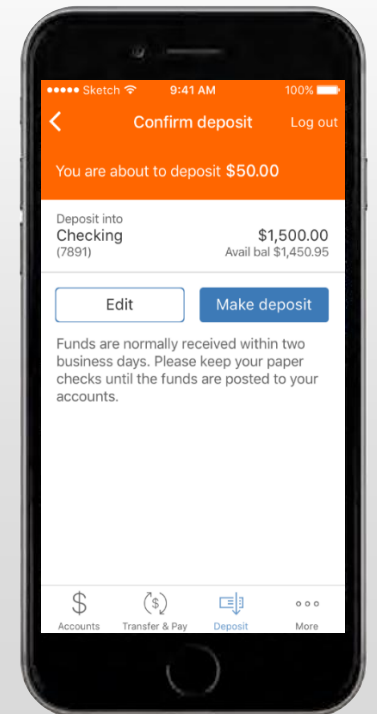 Sketch 9:41 AM 100%
Confirm deposit Log out
You are about to deposit $50.00
Deposit into
Checking $1,500.00
(7891) Avail bal $1,450.95
Edit Make deposit
Funds are normally received within two
business days. Please keep your paper
checks until the funds are posted to your
accounts.
Accounts Transfer & Pay Deposit More